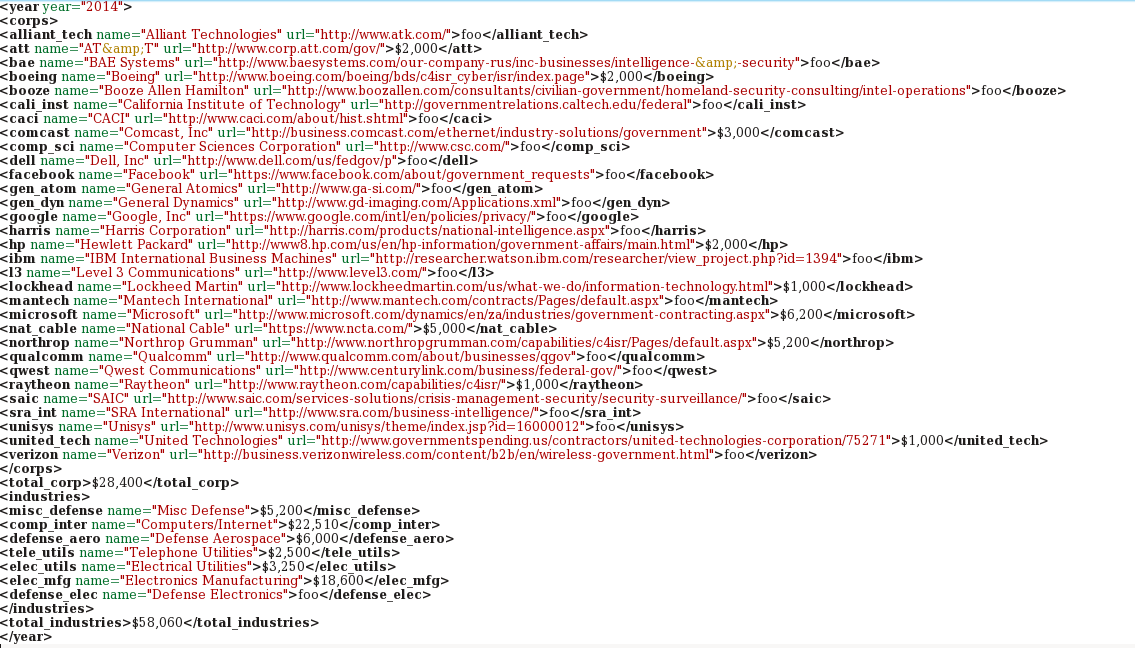 <year year="2014">
<corps>
<alliant_tech name="Alliant Technologies" url="http://www.atk.com/">foo</alliant_tech>
<att name="AT&amp;T" url="http://www.corp.att.com/gov/">$2,000</att>
<bae name="BAE Systems" url="http://www.baesystems.com/our-company-rus/inc-businesses/intelligence-&amp;-security">foo</bae>
<boeing name="Boeing" url="http://www.boeing.com/boeing/bds/c4isr_cyber/isr/index.page">$2,000</boeing>
<booze name="Booze Allen Hamilton" url="http://www.boozallen.com/consultants/civilian-government/homeland-security-consulting/intel-operations">foo</booze>
<cali_inst name="California Institute of Technology" url="http://governmentrelations.caltech.edu/federal">foo</cali_inst>
<caci name="CACI" url="http://www.caci.com/about/hist.shtml">foo</caci>
<comcast name="Comcast, Inc" url="http://business.comcast.com/ethernet/industry-solutions/government">$3,000</comcast>
<comp_sci name="Computer Sciences Corporation" url="http://www.csc.com/">foo</comp_sci>
<dell name="Dell, Inc" url="http://www.dell.com/us/fedgov/p">foo</dell>
<facebook name="Facebook" url="https://www.facebook.com/about/government_requests">foo</facebook>
<gen_atom name="General Atomics" url="http://www.ga-si.com/">foo</gen_atom>
<gen_dyn name="General Dynamics" url="http://www.gd-imaging.com/Applications.xml">foo</gen_dyn>
<google name="Google, Inc" url="https://www.google.com/intl/en/policies/privacy/">foo</google>
<harris name="Harris Corporation" url="http://harris.com/products/national-intelligence.aspx">foo</harris>
<hp name="Hewlett Packard" url="http://www8.hp.com/us/en/hp-information/government-affairs/main.html">$2,000</hp>
<ibm name="IBM International Business Machines" url="http://researcher.watson.ibm.com/researcher/view_project.php?id=1394">foo</ibm>
<l3 name="Level 3 Communications" url="http://www.level3.com/">foo</l3>
<lockhead name="Lockheed Martin" url="http://www.lockheedmartin.com/us/what-we-do/information-technology.html">$1,000</lockhead>
<mantech name="Mantech International" url="http://www.mantech.com/contracts/Pages/default.aspx">foo</mantech>
<microsoft name="Microsoft" url="http://www.microsoft.com/dynamics/en/za/industries/government-contracting.aspx">$6,200</microsoft>
<nat_cable name="National Cable" url="https://www.ncta.com/">$5,000</nat_cable>
<northrop name="Northrop Grumman" url="http://www.northropgrumman.com/capabilities/c4isr/Pages/default.aspx">$5,200</northrop>
<qualcomm name="Qualcomm" url="http://www.qualcomm.com/about/businesses/qgov">foo</qualcomm>
<qwest name="Qwest Communications" url="http://www.centurylink.com/business/federal-gov/">foo</qwest>
<raytheon name="Raytheon" url="http://www.raytheon.com/capabilities/c4isr/">$1,000</raytheon>
<saic name="SAIC" url="http://www.saic.com/services-solutions/crisis-management-security/security-surveillance/">foo</saic>
<sra_int name="SRA International" url="http://www.sra.com/business-intelligence/">foo</sra_int>
<unisys name="Unisys" url="http://www.unisys.com/unisys/theme/index.jsp?id=16000012">foo</unisys>
<united_tech name="United Technologies" url="http://www.governmentspending.us/contractors/united-technologies-corporation/75271">$1,000</united_tech>
<verizon name="Verizon" url="http://business.verizonwireless.com/content/b2b/en/wireless-government.html">foo</verizon>
</corps>
<total_corp>$28,400</total_corp>
<industries>
<misc_defense name="Misc Defense">$5,200</misc_defense>
<comp_inter name="Computers/Internet">$22,510</comp_inter>
<defense_aero name="Defense Aerospace">$6,000</defense_aero>
<tele_utils name="Telephone Utilities">$2,500</tele_utils>
<elec_utils name="Electrical Utilities">$3,250</elec_utils>
<elec_mfg name="Electronics Manufacturing">$18,600</elec_mfg>
<defense_elec name="Defense Electronics">foo</defense_elec>
</industries>
<total_industries>$58,060</total_industries>
</year>